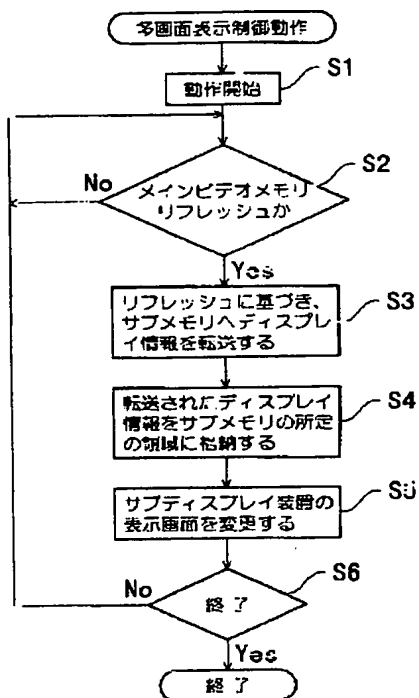 多画面表示制御動作
動作開始
S1
メインビデオメモリ
リフレッシュか
S2
No
Yes
リフレッシュに基づき、
サブメモリへディスプレ
イ情報を転送する
S3
転送されたディスプレイ
情報をサブメモリの所定
の領域に格納する
S4
サブディスプレイ装置の
表示画面を変更する
S5
終了
S6
No
Yes
終了